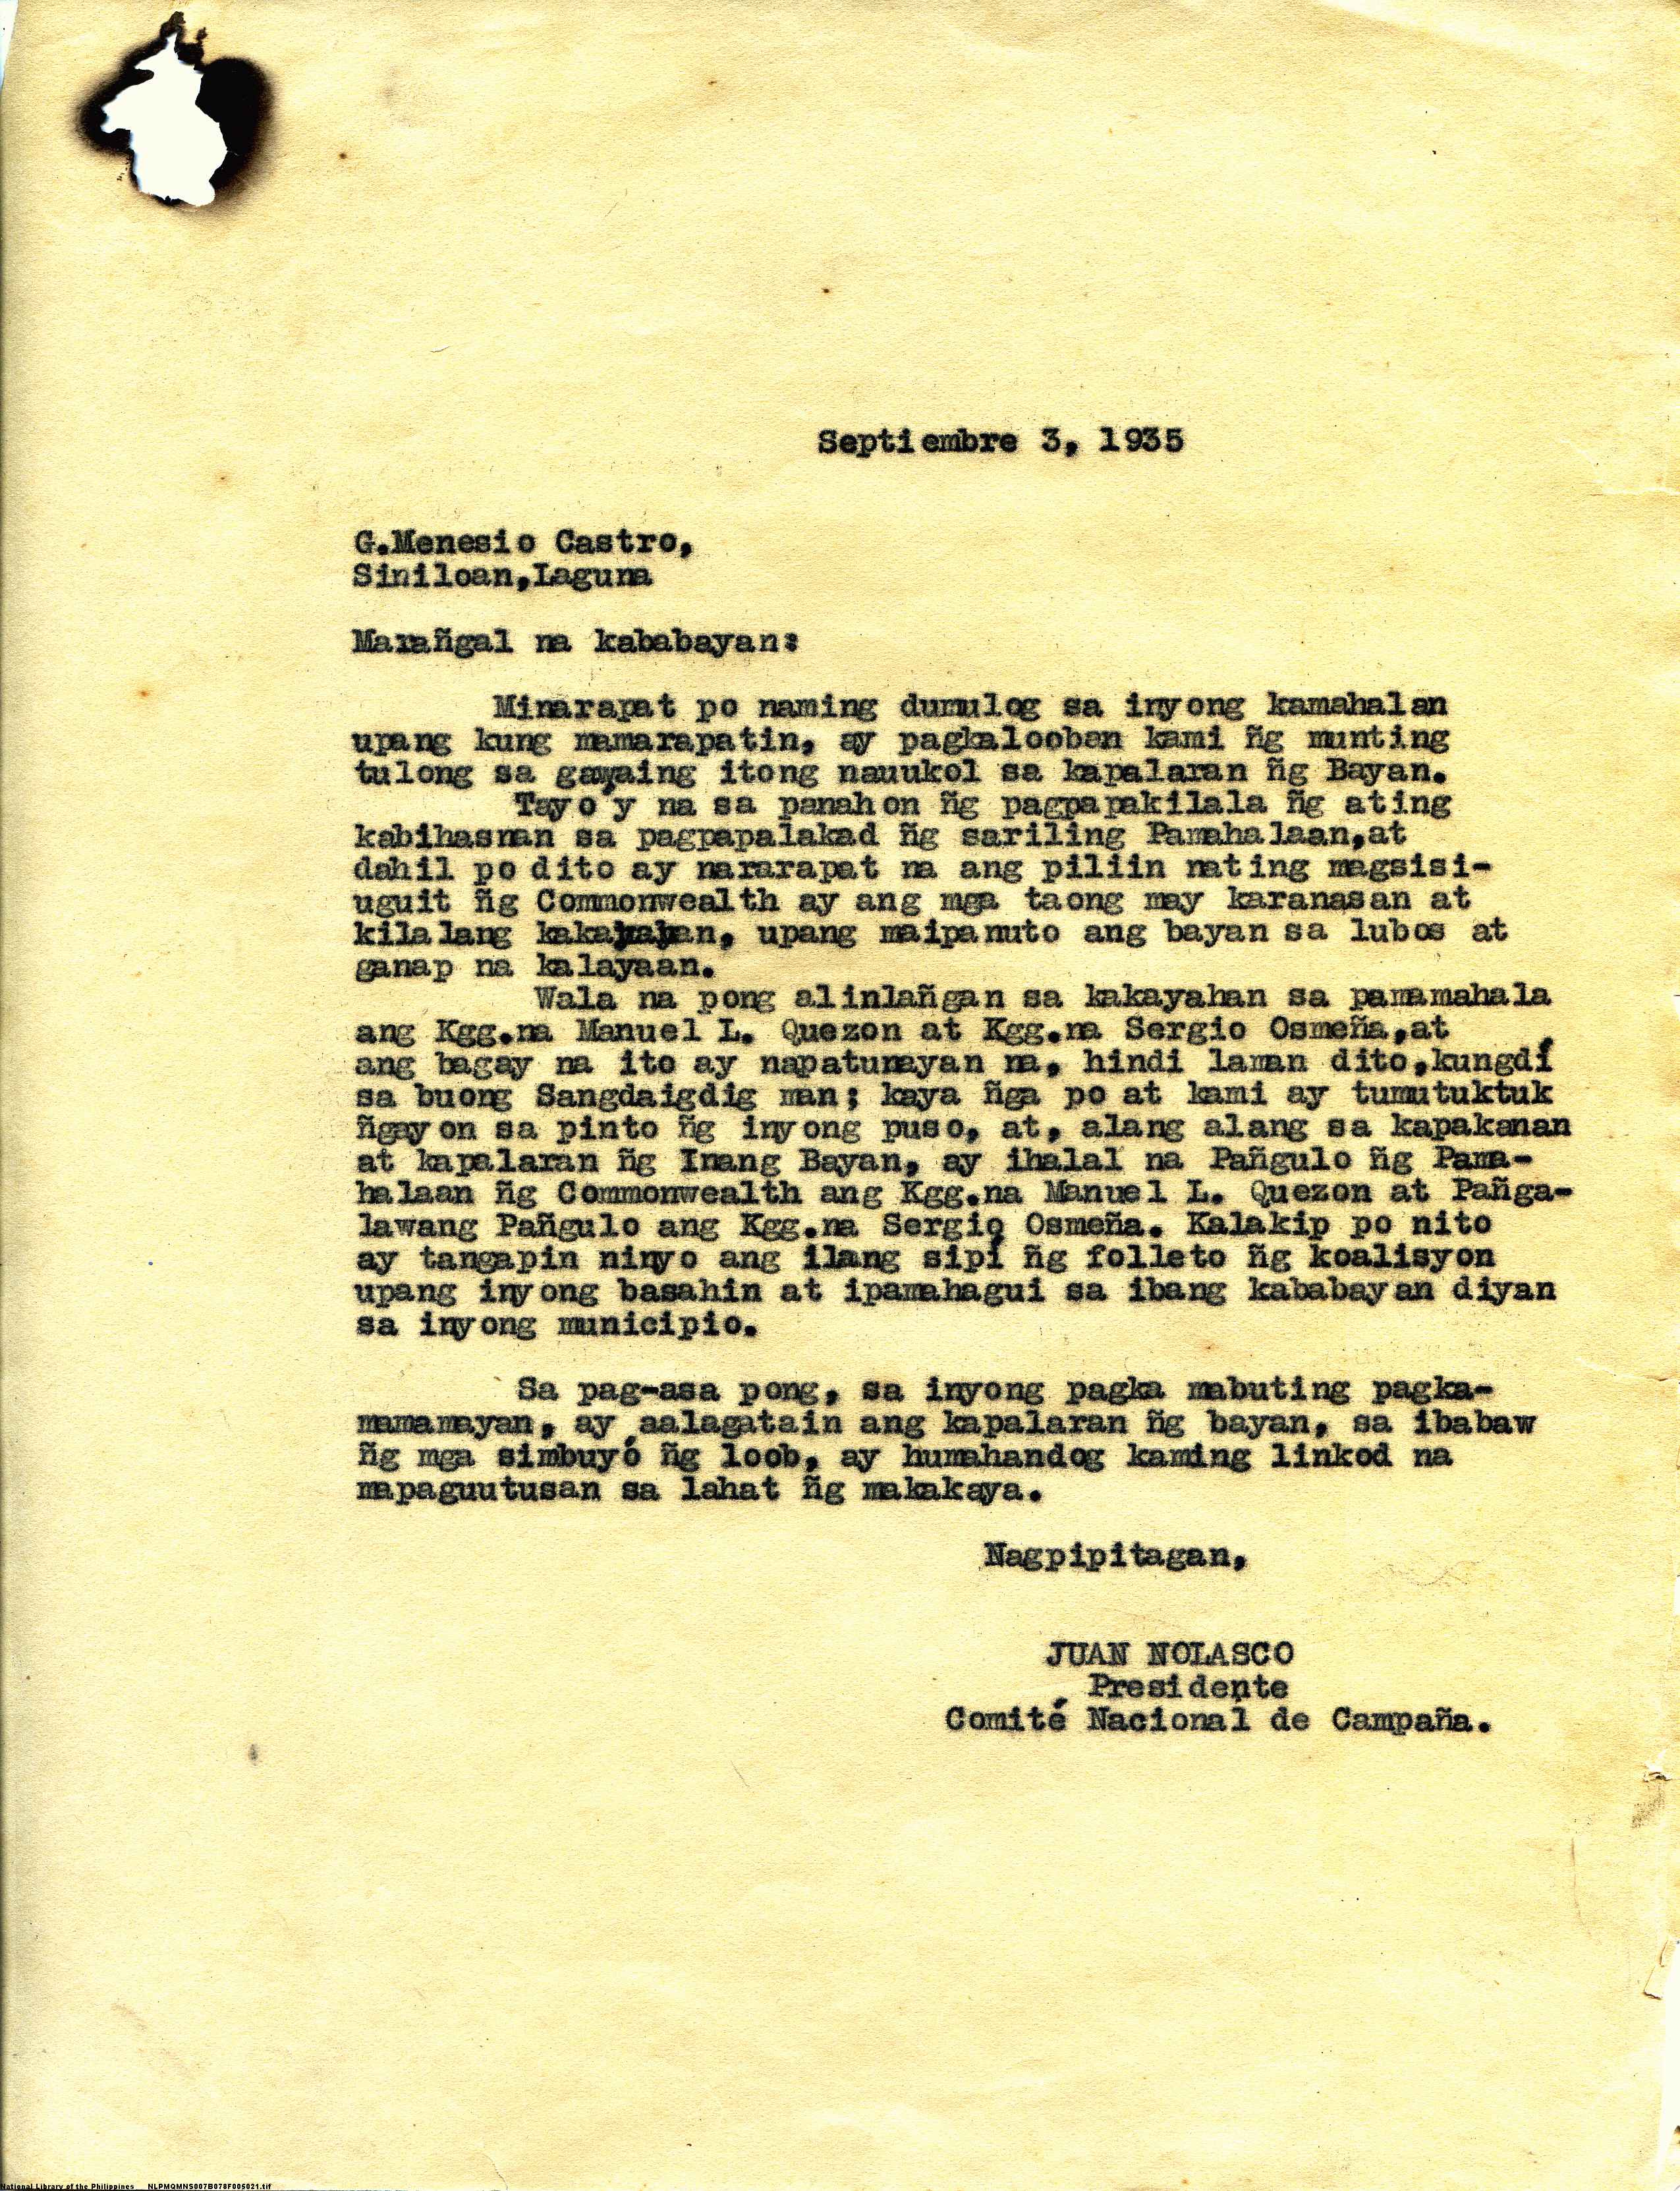 Septiembre 3, 1935
G.Menesio Castro,
Siniloan,Laguna
Marañgal na kababayan:
Minarapat po naming dumulog sa inyong kamahalan
upang kung mamarapatin, ay pagkalooban kami ñg munting
tulong sa gawaing itong nauukol sa kapalaran ñg Bayan.
Tayo'y na sa panahon ñg pagpapakilala ñg ating
kabihasnan sa pagpapalakad ñg sariling Pamahalaan,at
dahil po dito ay nararapat na ang piliin nating magsisi-
uguit ñg Commonwealth ay ang mga taong may karanasan at
kilalang kakayahan, upang maipanuto ang bayan sa lubos at
ganap na kalayaan.
Wala na pong alinlañgan sa kakayahan sa pamamahala
ang Kgg.na Manuel L. Quezon at Kgg.na Sergio Osmeña,at
ang bagay na ito ay napatunayan na, hindi laman dito,kungdí
sa buong Sangdaigdig man; kaya ñga po at kami ay tumutuktuk
ñgayon sa pinto ñg inyong puso, at, alang alang sa kapakanan
at kapalaran ñg Inang Bayan, ay ihalal na Pañgulo ñg Pama-
halaan ñg Commonwealth ang Kgg.na Manuel L. Quezon at Pañga-
lawang Pañgulo ang Kgg.na Sergio Osmeña. Kalakip po nito
ay tangapin ninyo ang ilang sipí ñg folleto ñg koalisyon
upang inyong basahin at ipamahagui sa ibang kababayan diyan
sa inyong municipio.
Sa pag-asa pong, sa inyong pagka mabuting pagka-
mamamayan, ay aalagatain ang kapalaran ñg bayan, sa ibabaw
ñg mga simbuyó ñg loob, ay humahandog kaming linkod na
mapaguutusan sa lahat ñg makakaya.
Nagpipitagan,
JUAN NOLASCO
Presidente
Comité Nacional de Campaña.
National Library of the Philippines NLPMQMNS007B078F005021.tif